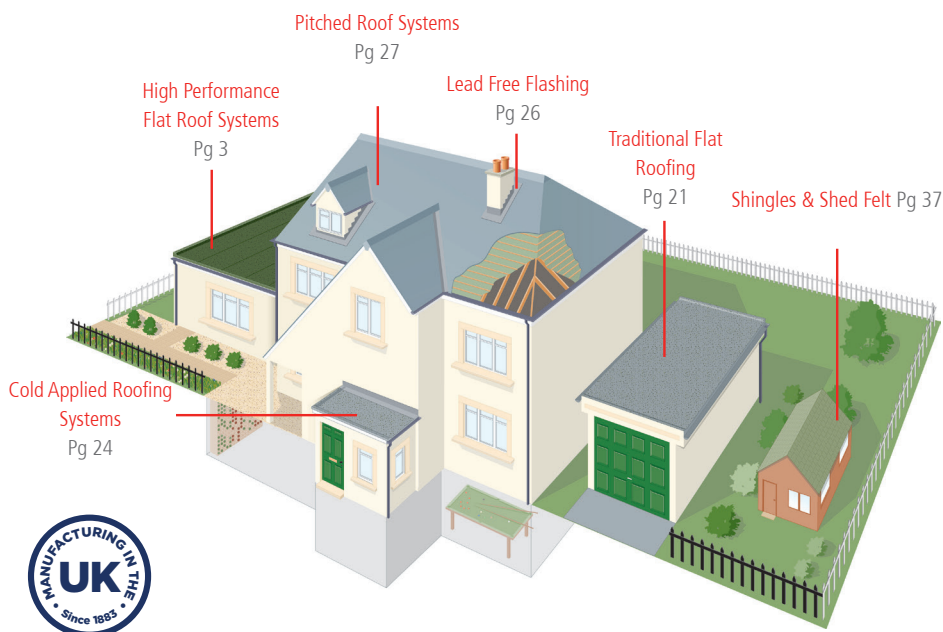 Pitched Roof Systems
Pg 27
High Performance
Flat Roof Systems
Pg 3
Lead Free Flashing
Pg 26
Traditional Flat
Roofing
Pg 21
Shingles & Shed Felt Pg 37
Cold Applied Roofing
Systems
Pg 24
MANUFACTURING IN THE
UK
Since 1883